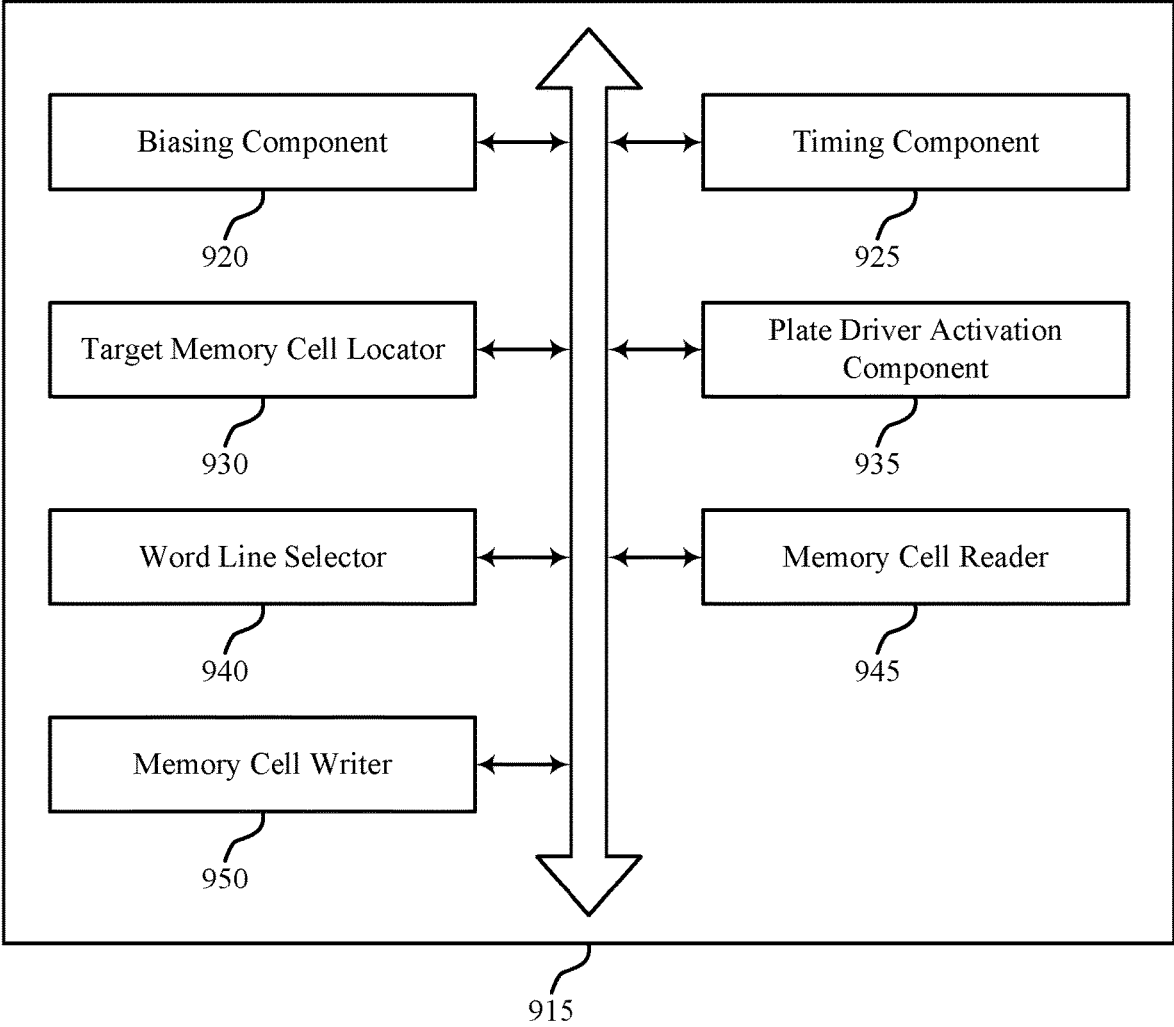 Biasing Component
Timing Component
920
925
Target Memory Cell Locator
Plate Driver Activation
Component
930
935
Word Line Selector
Memory Cell Reader
940
945
Memory Cell Writer
950
915